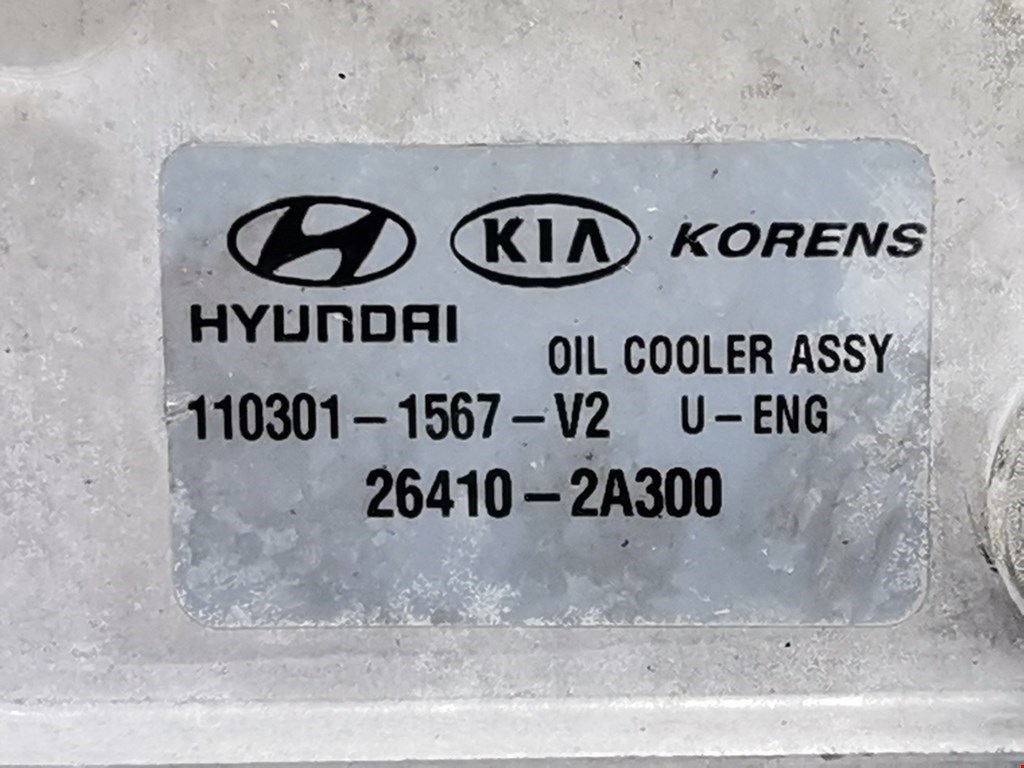 KIA KORENS
HYUNDAI
OIL COOLER ASSY
110301-1567-V2 U-ENG
26410-2A300